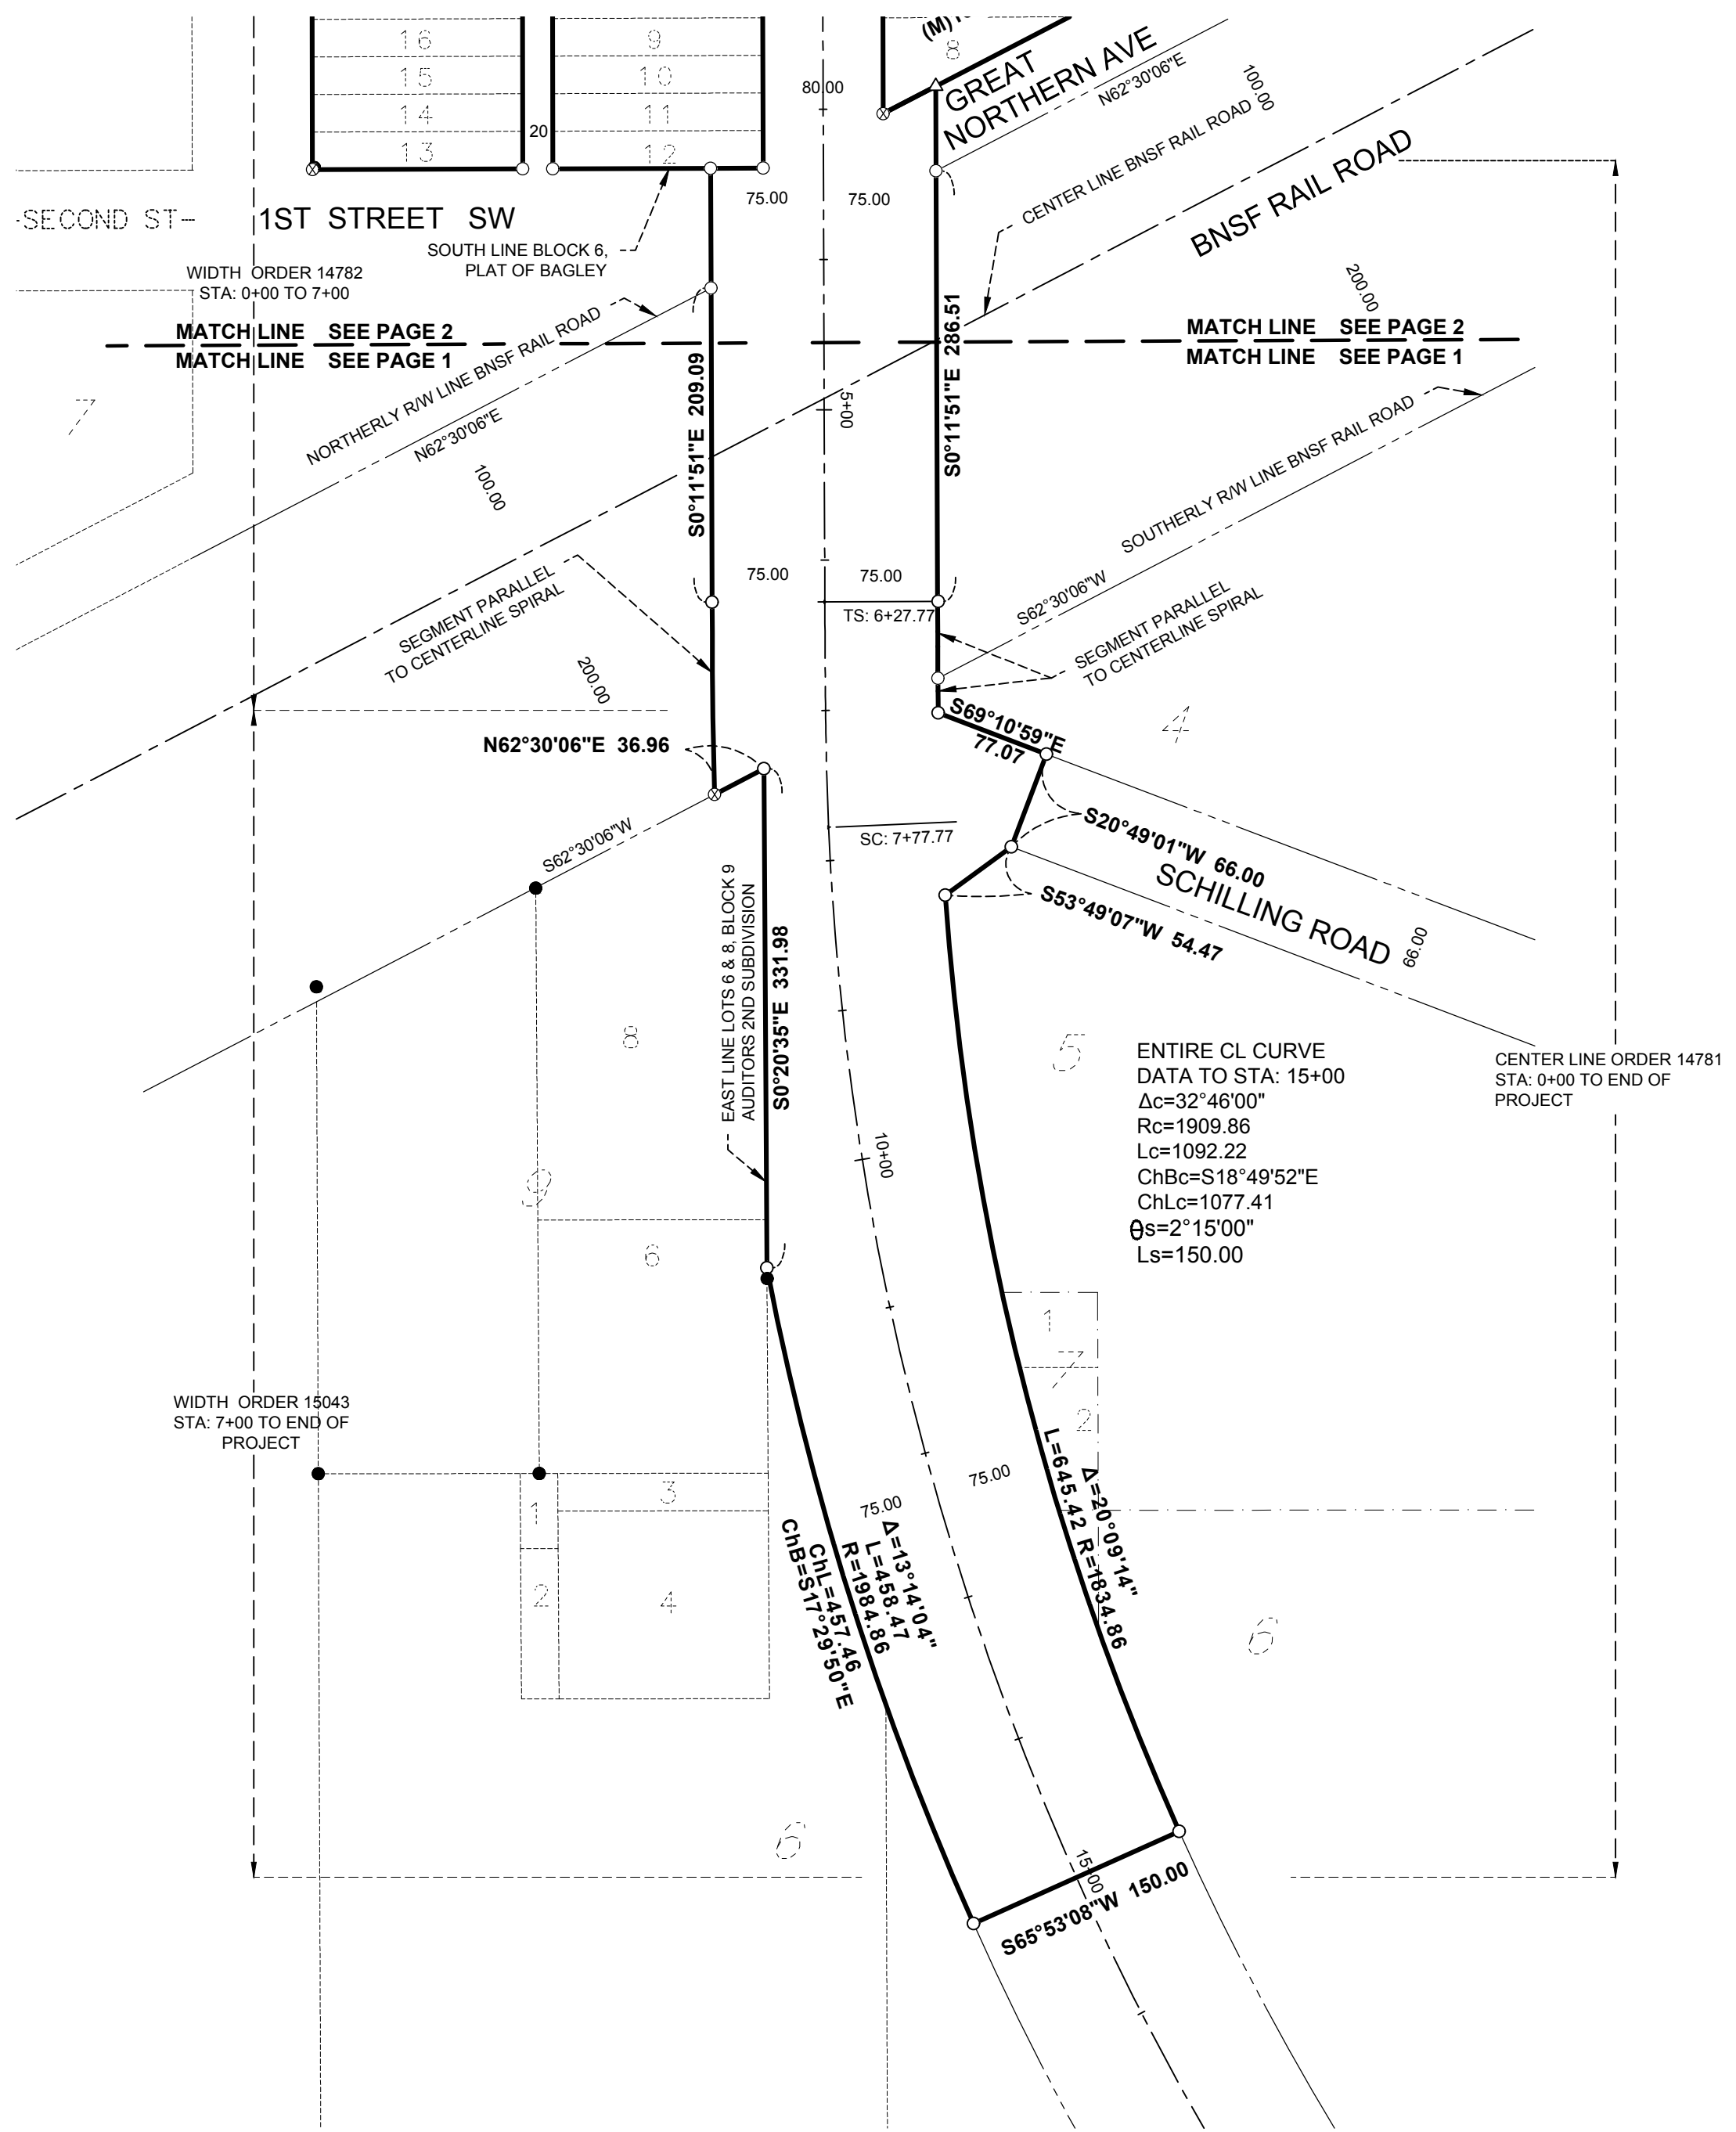 16
15
14
13
20
9
10
11
12
80.00
(M)
8
GREAT
NORTHERN AVE
N62°30'06"E
100.00
CENTER LINE BNSF RAIL ROAD
BNSF RAIL ROAD
75.00
75.00
SECOND ST
1ST STREET SW
SOUTH LINE BLOCK 6,
PLAT OF BAGLEY
WIDTH ORDER 14782
STA: 0+00 TO 7+00
200.00
MATCH LINE SEE PAGE 2
MATCH LINE SEE PAGE 1
MATCH LINE SEE PAGE 2
MATCH LINE SEE PAGE 1
NORTHERLY R/W LINE BNSF RAIL ROAD
N62°30'06"E
100.00
S0°11'51"E 209.09
S0°11'51"E 286.51
5+00
7
SOUTHERLY R/W LINE BNSF RAIL ROAD
S62°30'06"W
SEGMENT PARALLEL
TO CENTERLINE SPIRAL
75.00
75.00
TS: 6+27.77
SEGMENT PARALLEL
TO CENTERLINE SPIRAL
200.00
S69°10'59"E
77.07
4
N62°30'06"E 36.96
SC: 7+77.77
S62°30'06"W
S20°49'01"W 66.00
SCHILLING ROAD
66.00
S53°49'07"W 54.47
EAST LINE LOTS 6 & 8, BLOCK 9
AUDITORS 2ND SUBDIVISION
S0°20'35"E 331.98
8
5
ENTIRE CL CURVE
DATA TO STA: 15+00
Δc=32°46'00"
Rc=1909.86
Lc=1092.22
ChBc=S18°49'52"E
ChLc=1077.41
θs=2°15'00"
Ls=150.00
CENTER LINE ORDER 14781
STA: 0+00 TO END OF
PROJECT
10+00
9
6
1
7
2
WIDTH ORDER 15043
STA: 7+00 TO END OF
PROJECT
1
3
2
4
75.00
75.00
Δ=20°09'14"
L=645.42 R=1834.86
Δ=13°14'04"
L=458.47
R=1984.86
ChL=457.46
ChB=S17°29'50"E
6
6
15+00
S65°53'08"W 150.00